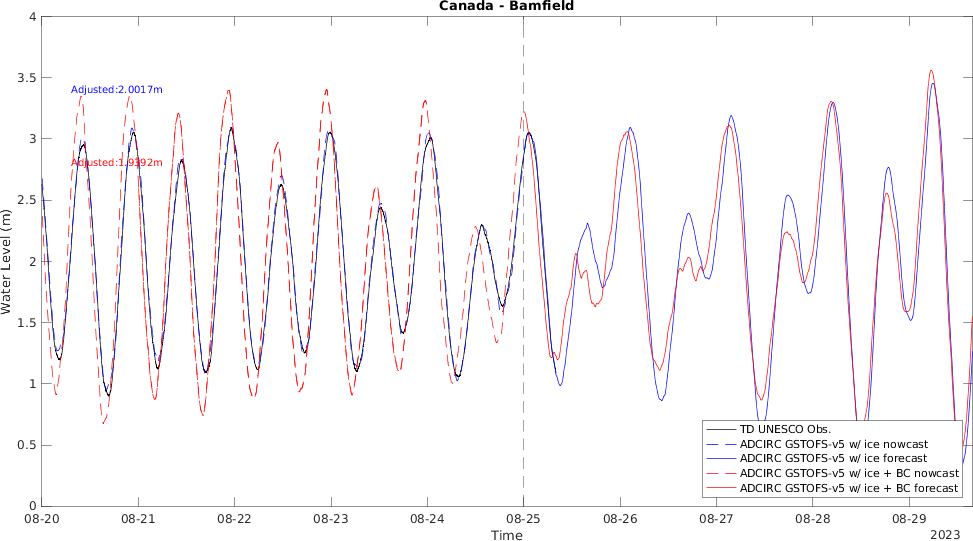 Canada - Bamfield
4
3.5
3
2.5
2
1.5
1
0.5
0
Water Level (m)
Adjusted:2.0017m
Adjusted:1.9392m
TD UNESCO Obs.
ADCIRC GSTOFS-v5 w/ ice nowcast
ADCIRC GSTOFS-v5 w/ ice forecast
ADCIRC GSTOFS-v5 w/ ice + BC nowcast
ADCIRC GSTOFS-v5 w/ ice + BC forecast
08-20 08-21 08-22 08-23 08-24 08-25 08-26 08-27 08-28 08-29
Time
2023